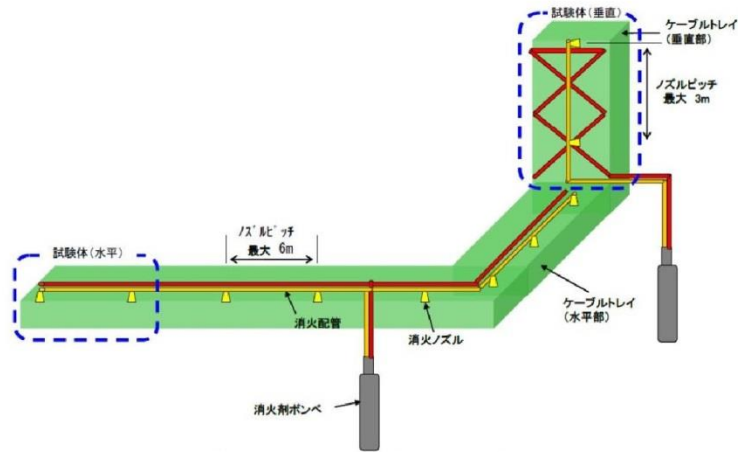 試験体(垂直)
ケーブルトレイ
(垂直部)
ノズルピッチ
最大 3m
試験体(水平)
ノズルピッチ
最大 6m
消火配管
消火ノズル
ケーブルトレイ
(水平部)
消火剤ボンベ